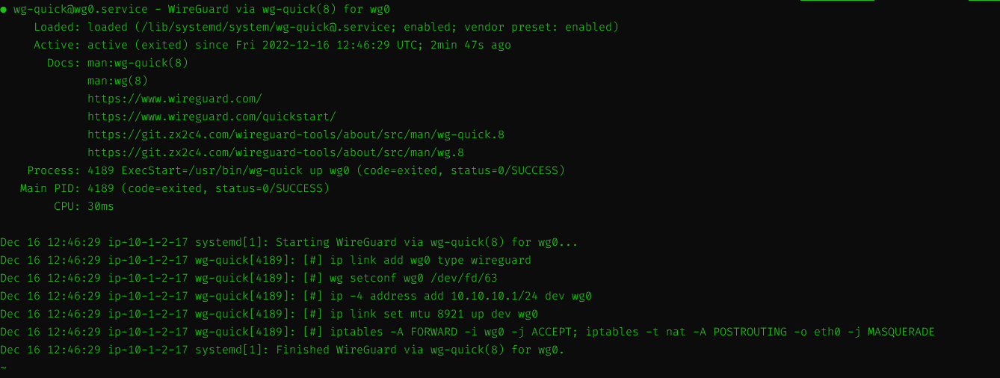 ● wg-quick@wg0.service - WireGuard via wg-quick(8) for wg0
     Loaded: loaded (/lib/systemd/system/wg-quick@.service; enabled; vendor preset: enabled)
     Active: active (exited) since Fri 2022-12-16 12:46:29 UTC; 2min 47s ago
       Docs: man:wg-quick(8)
             man:wg(8)
             https://www.wireguard.com/
             https://www.wireguard.com/quickstart/
             https://git.zx2c4.com/wireguard-tools/about/src/man/wg-quick.8
             https://git.zx2c4.com/wireguard-tools/about/src/man/wg.8
    Process: 4189 ExecStart=/usr/bin/wg-quick up wg0 (code=exited, status=0/SUCCESS)
   Main PID: 4189 (code=exited, status=0/SUCCESS)
        CPU: 30ms

Dec 16 12:46:29 ip-10-1-2-17 systemd[1]: Starting WireGuard via wg-quick(8) for wg0...
Dec 16 12:46:29 ip-10-1-2-17 wg-quick[4189]: [#] ip link add wg0 type wireguard
Dec 16 12:46:29 ip-10-1-2-17 wg-quick[4189]: [#] wg setconf wg0 /dev/fd/63
Dec 16 12:46:29 ip-10-1-2-17 wg-quick[4189]: [#] ip -4 address add 10.10.10.1/24 dev wg0
Dec 16 12:46:29 ip-10-1-2-17 wg-quick[4189]: [#] ip link set mtu 8921 up dev wg0
Dec 16 12:46:29 ip-10-1-2-17 wg-quick[4189]: [#] iptables -A FORWARD -i wg0 -j ACCEPT; iptables -t nat -A POSTROUTING -o eth0 -j MASQUERADE
Dec 16 12:46:29 ip-10-1-2-17 systemd[1]: Finished WireGuard via wg-quick(8) for wg0.
~